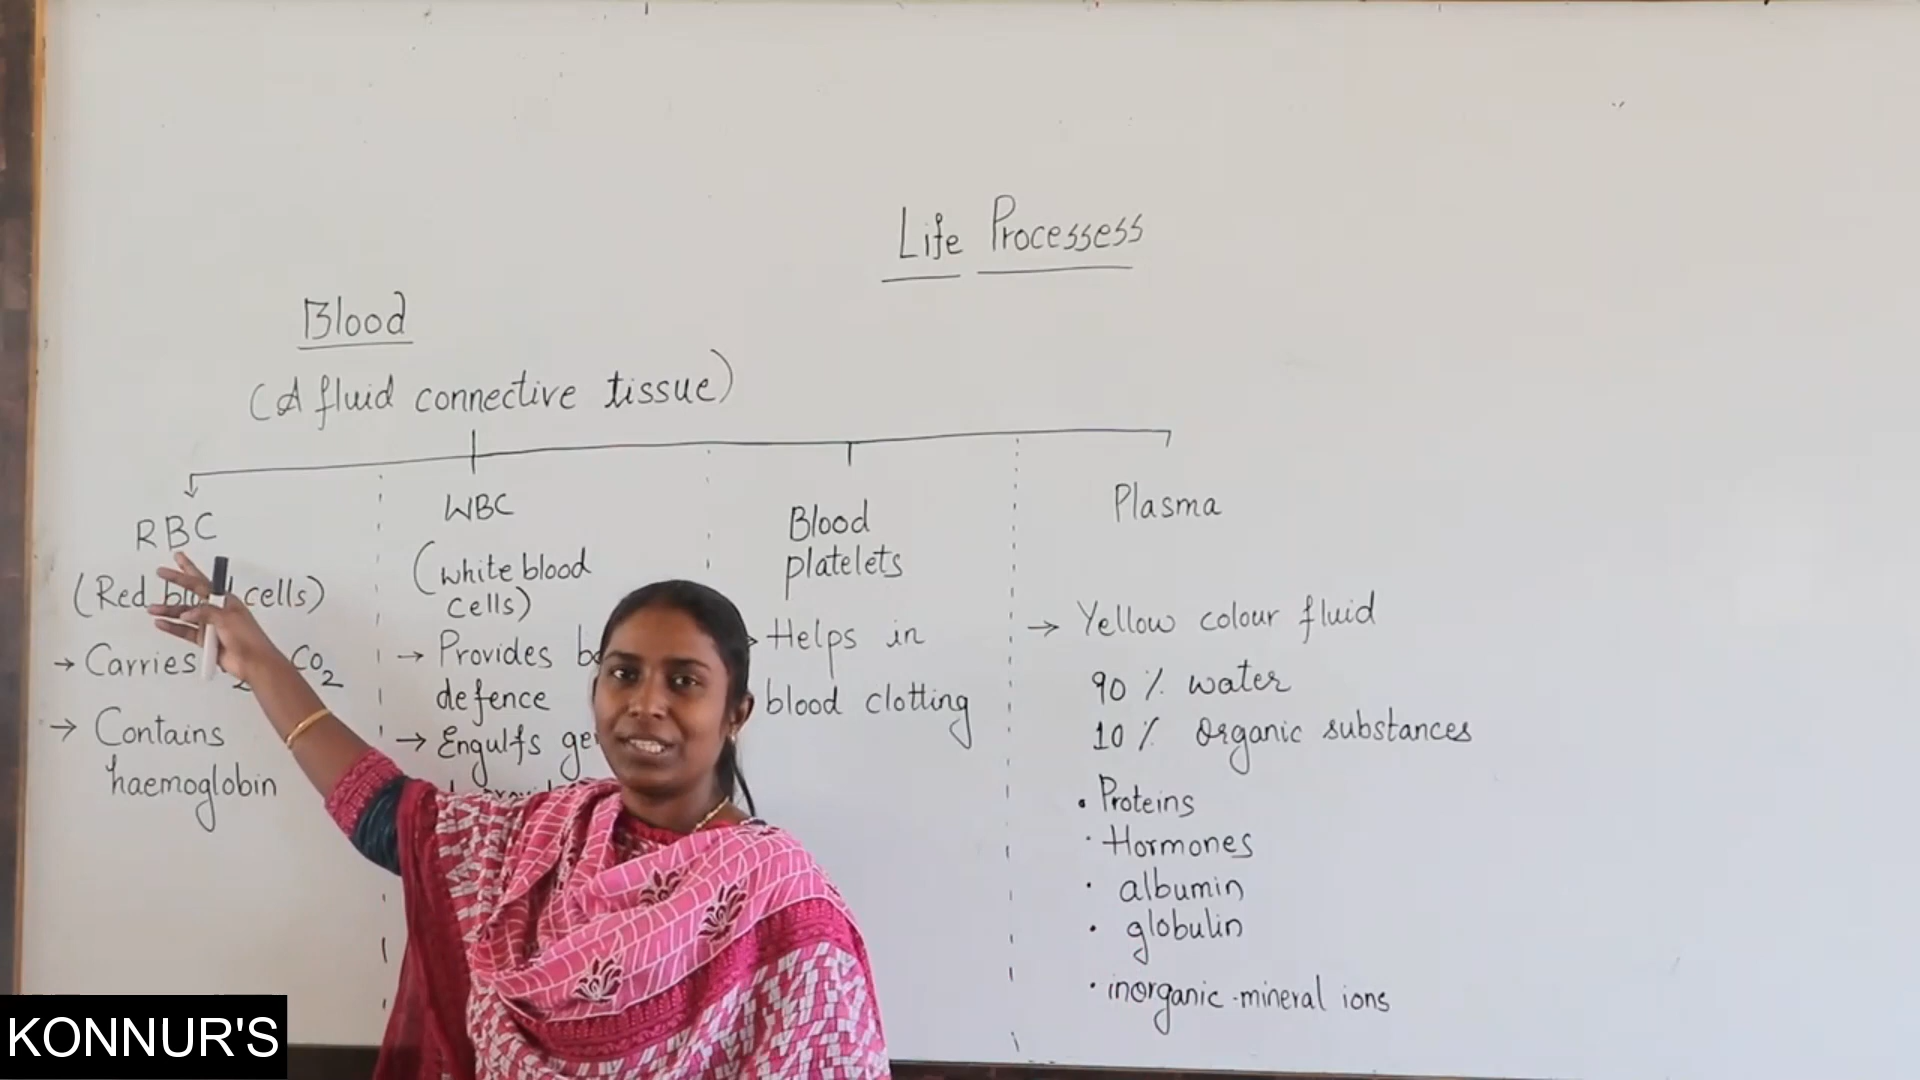 Life Processess
Blood
(A fluid connective tissue)
RBC
(Red blood cells)
→ Carries CO2
→ Contains
haemoglobin
WBC
(white blood
cells)
→ Provides
defence
→ Engulfs
Blood
platelets
Helps in
blood clotting
Plasma
→ Yellow colour fluid
90 % water
10 % organic substances
• Proteins
• Hormones
• albumin
• globulin
• inorganic-mineral ions
KONNUR'S